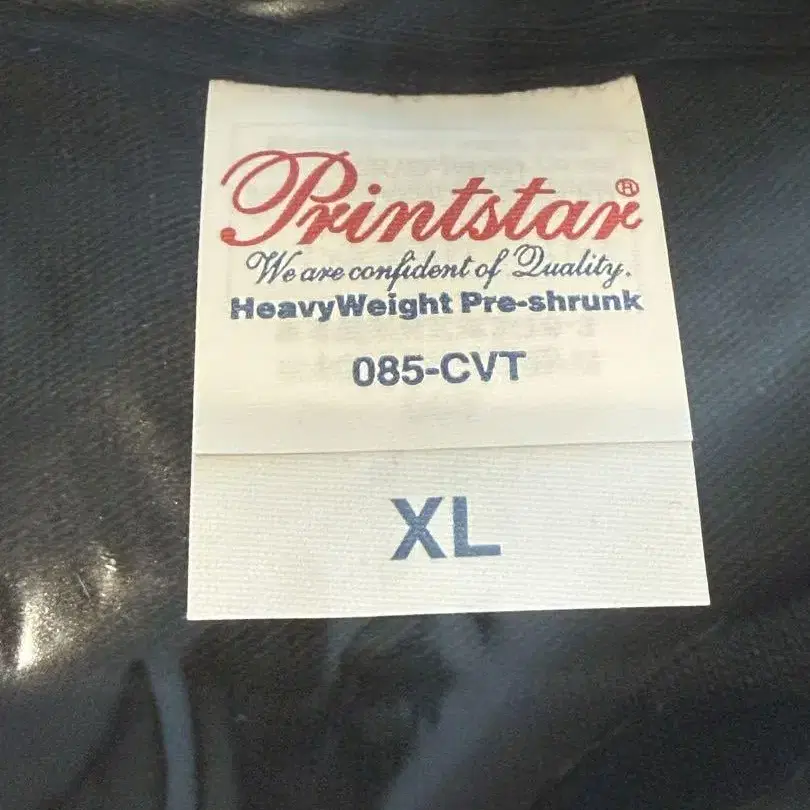 Printstar®
We are confident of Quality.
HeavyWeight Pre-shrunk
085-CVT
XL